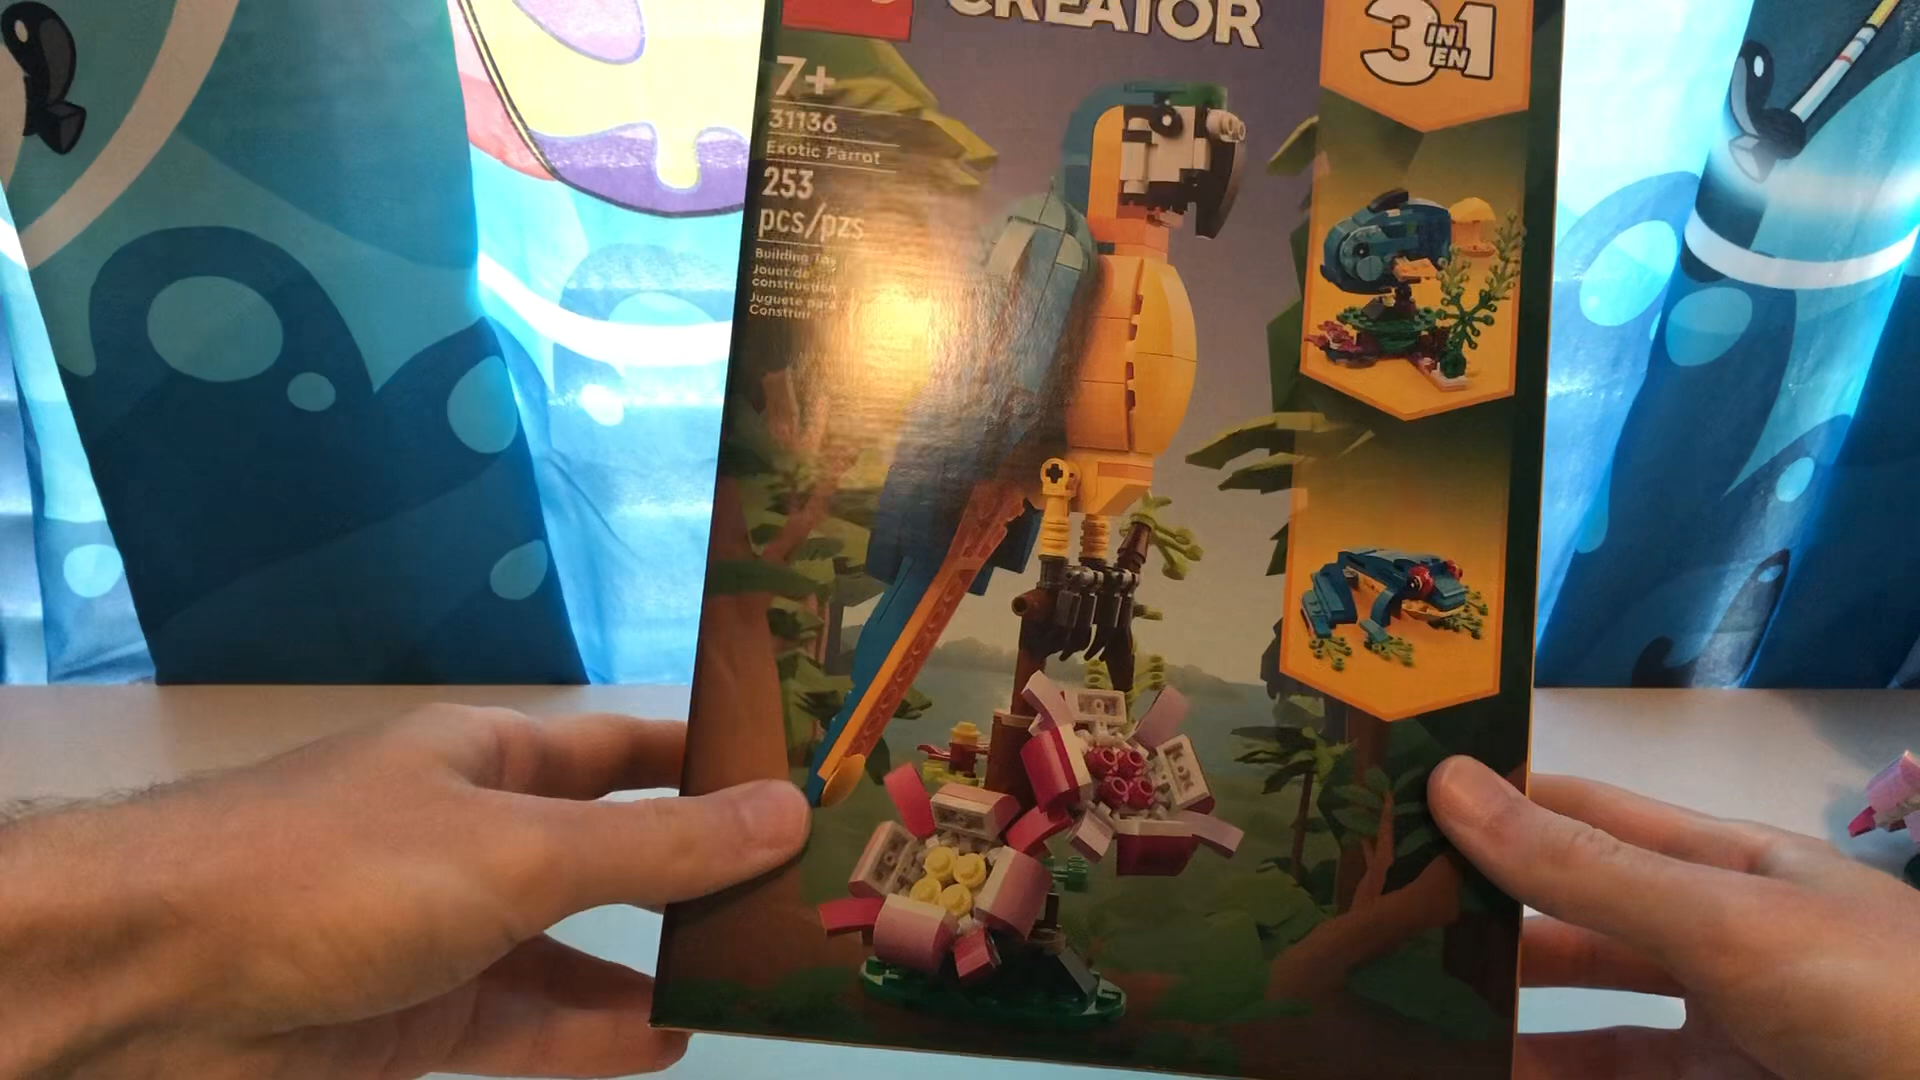 CREATOR
3 IN EN 1
7+
31136
Exotic Parrot
253
pcs/pzs
Building Toy
Jouet de
construction
Juguete para
Construir